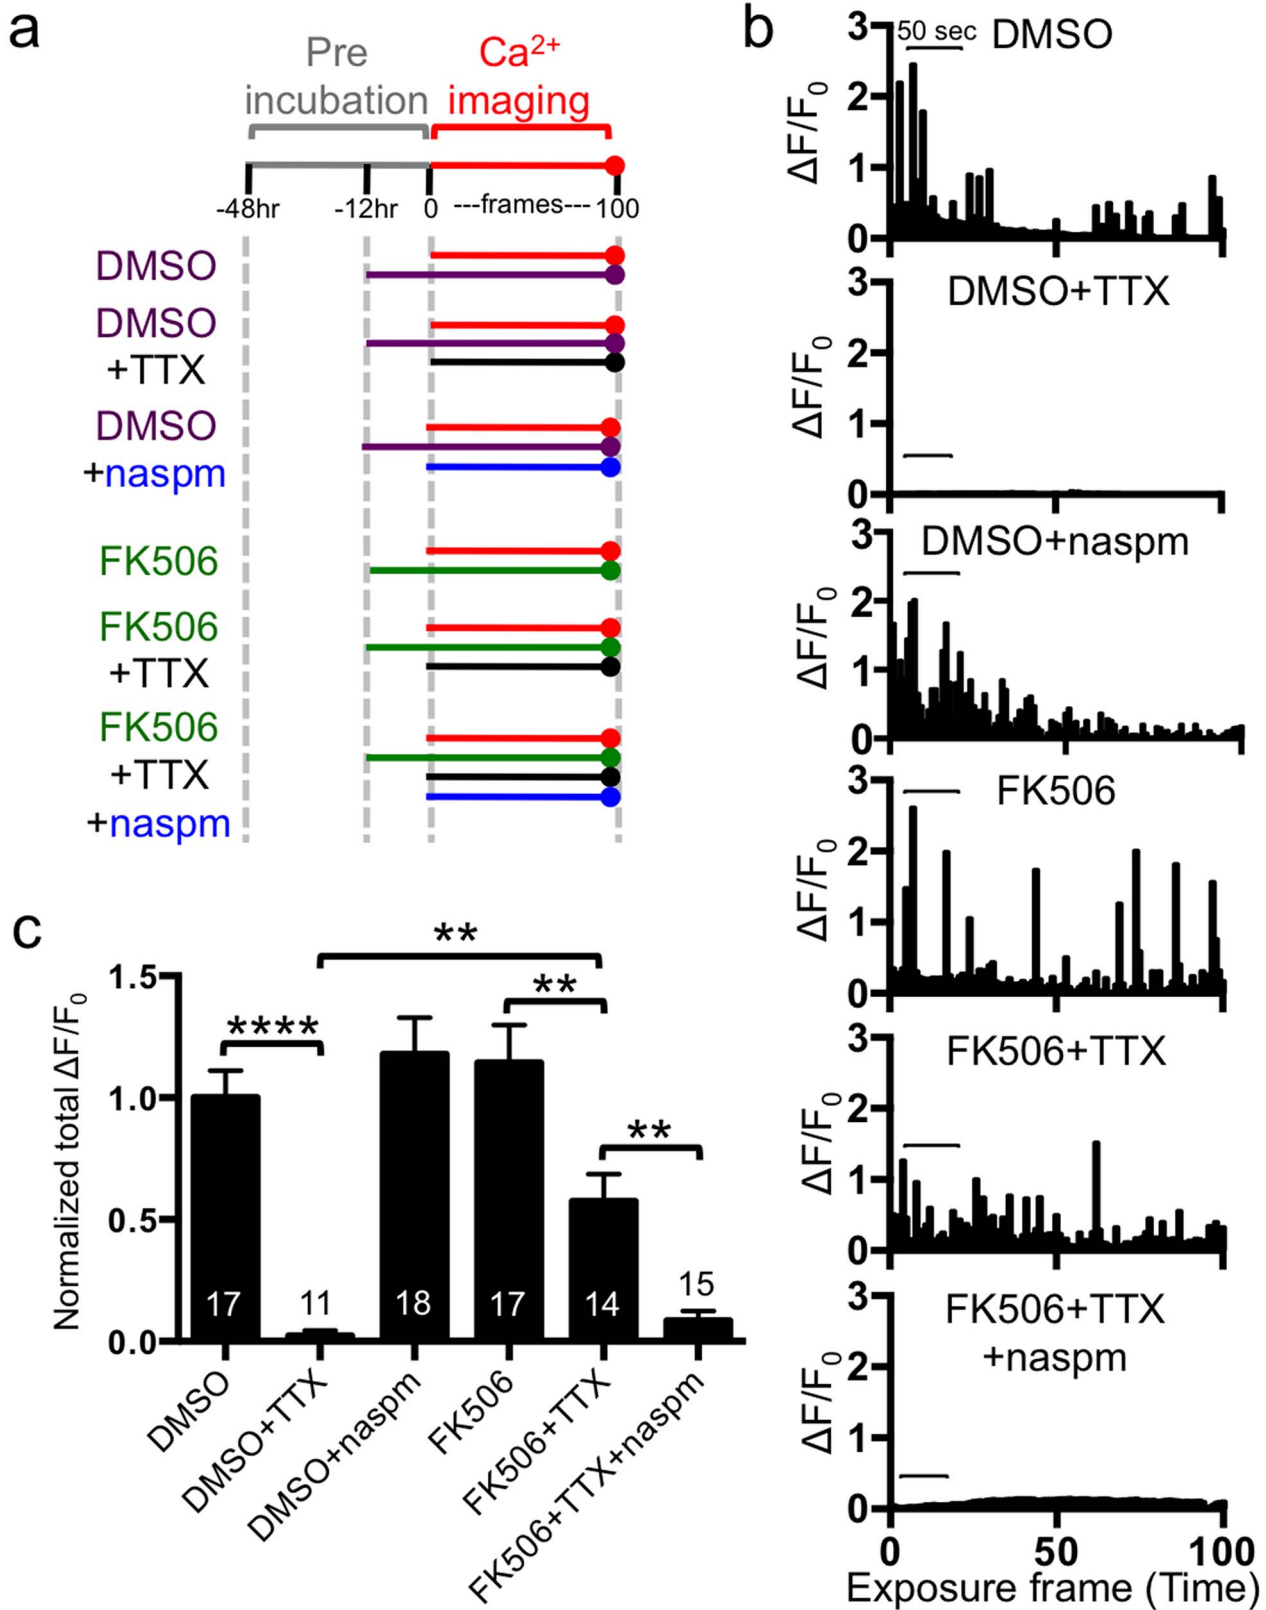 a
Pre
incubation
Ca²⁺
imaging
-48hr
-12hr
0
---frames---
100
DMSO
DMSO
+TTX
DMSO
+naspm
FK506
FK506
+TTX
FK506
+TTX
+naspm
b
3
2
1
0
ΔF/F₀
50 sec
DMSO
3
2
1
0
ΔF/F₀
DMSO+TTX
3
2
1
0
ΔF/F₀
DMSO+naspm
3
2
1
0
ΔF/F₀
FK506
3
2
1
0
ΔF/F₀
FK506+TTX
3
2
1
0
ΔF/F₀
FK506+TTX
+naspm
0
50
100
Exposure frame (Time)
c
Normalized total ΔF/F₀
1.5
1.0
0.5
0.0
****
**
**
**
17
11
18
17
14
15
DMSO
DMSO+TTX
DMSO+naspm
FK506
FK506+TTX
FK506+TTX+naspm